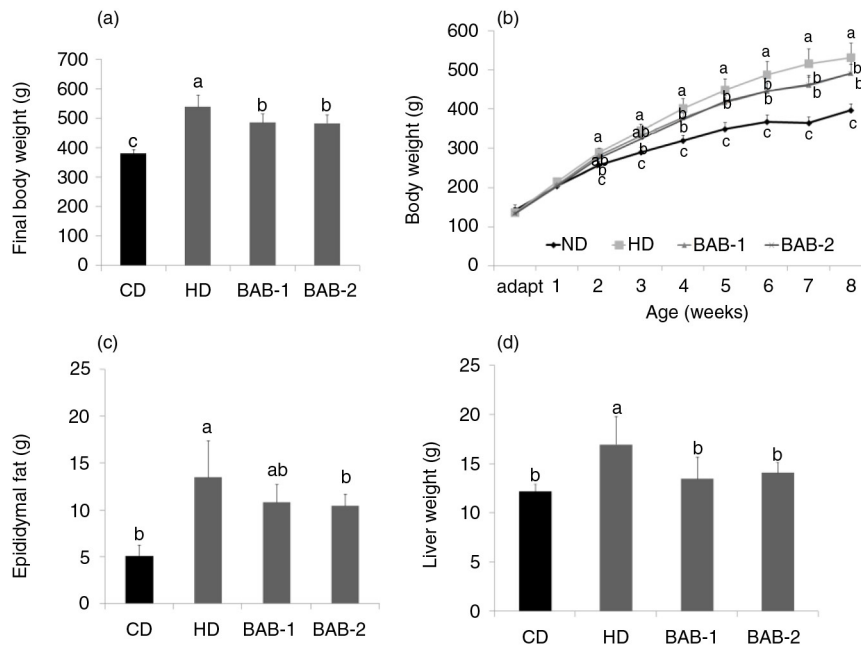 (a)
Final body weight (g)
700
600
500
400
300
200
100
0
c
a
b
b
CD HD BAB-1 BAB-2
(b)
Body weight (g)
600
500
400
300
200
100
0
a
a
a
a
a
a
a
ab
b
c
ab
b
c
b
b
c
b
b
c
b
b
c
b
b
c
b
b
c
ND HD BAB-1 BAB-2
adapt 1 2 3 4 5 6 7 8
Age (weeks)
(c)
Epididymal fat (g)
25
20
15
10
5
0
b
a
ab
b
CD HD BAB-1 BAB-2
(d)
Liver weight (g)
25
20
15
10
5
0
b
a
b
b
CD HD BAB-1 BAB-2